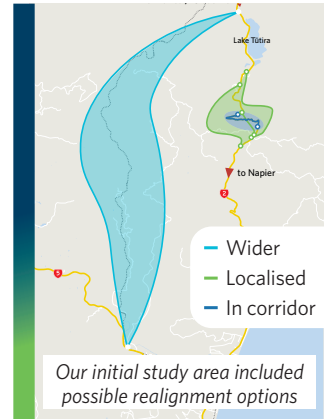 Lake Tūtira
to Napier
2
5
Wider
Localised
In corridor
Our initial study area included
possible realignment options